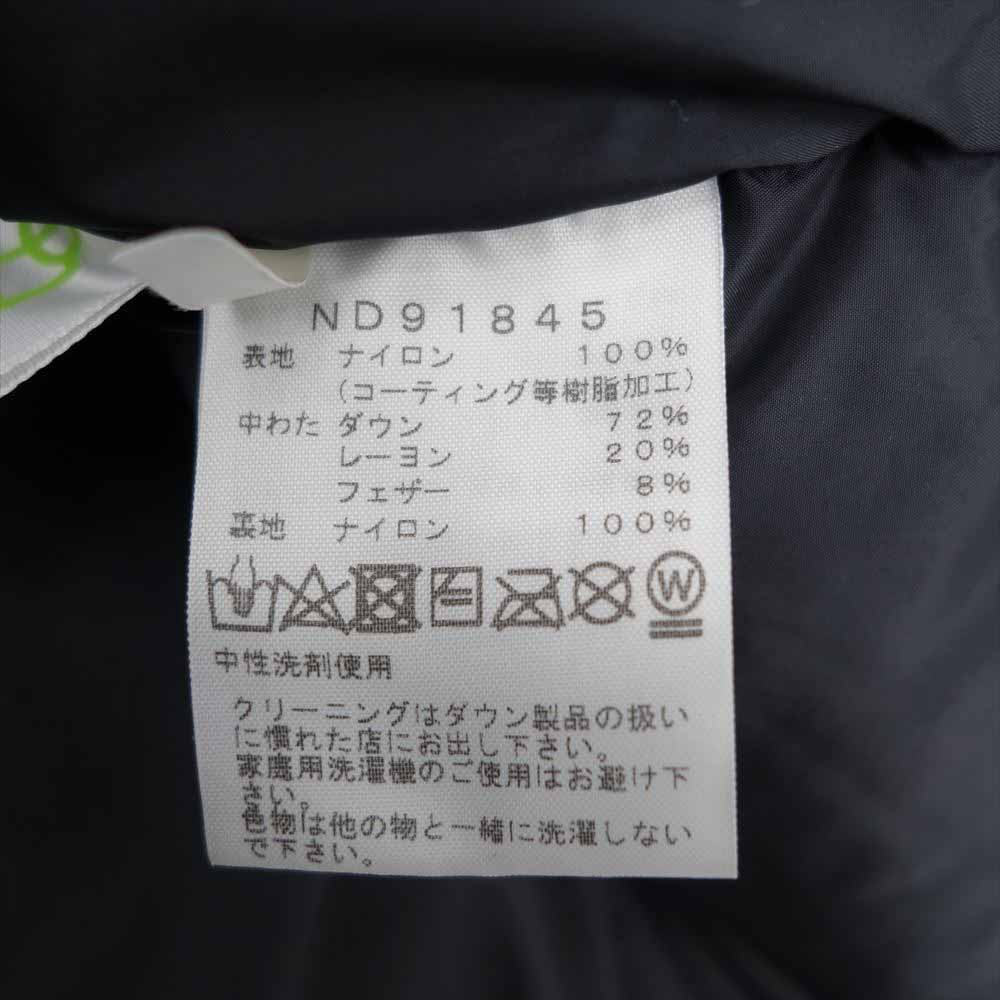 ND91845
表地 ナイロン 100%
(コーティング等樹脂加工)
中わた ダウン 72%
レーヨン 20%
フェザー 8%
裏地 ナイロン 100%
W
中性洗剤使用
クリーニングはダウン製品の扱い
に慣れた店にお出し下さい。
家庭用洗濯機のご使用はお避け下
さい。
色物は他の物と一緒に洗濯しない
で下さい。